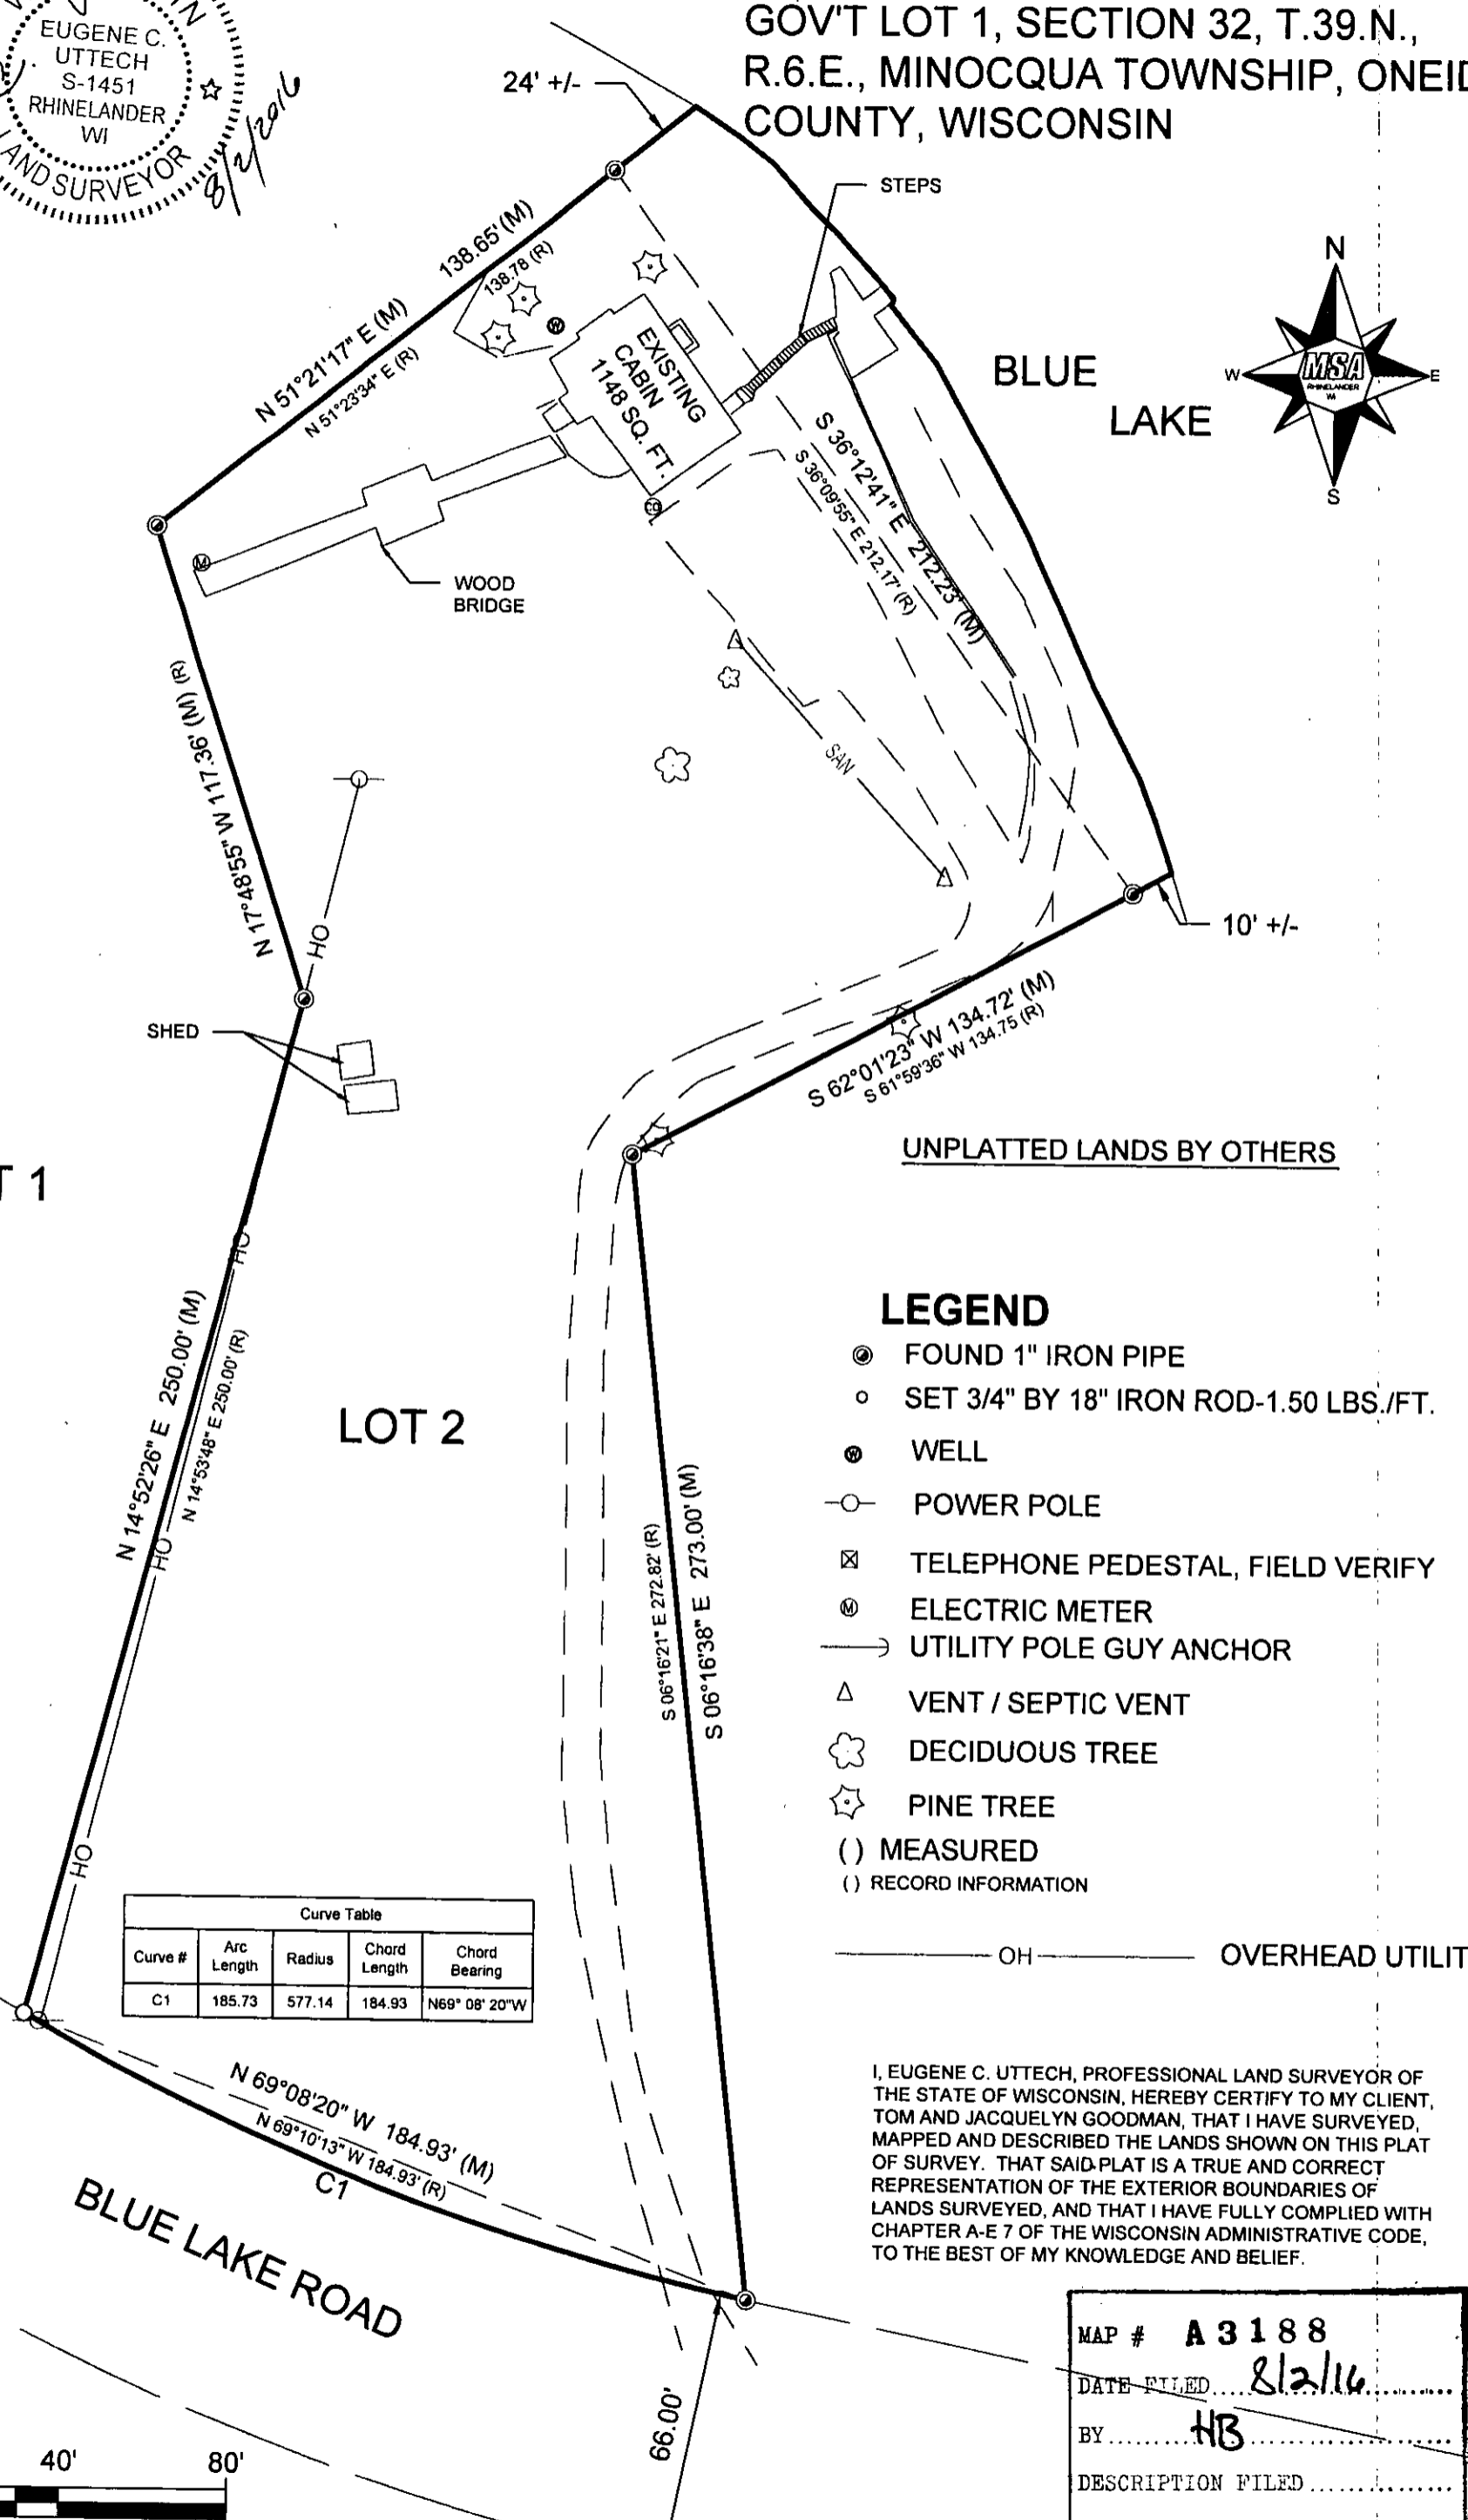 EUGENE C.
UTTECH
S-1451
RHINELANDER
WI
LAND SURVEYOR
8/2/2016
GOV'T LOT 1, SECTION 32, T.39.N.,
R.6.E., MINOCQUA TOWNSHIP, ONEID
COUNTY, WISCONSIN
24' +/-
STEPS
138.65' (M)
138.78 (R)
N 51°21'17" E (M)
N 51°23'34" E (R)
W
EXISTING
CABIN
1148 SQ. FT.
CO
BLUE
LAKE
N
W
E
S
MSA
RHINELANDER
WI
S 36°12'41" E 212.23' (M)
S 36°09'55" E 212.17' (R)
M
WOOD
BRIDGE
N 17°48'55" W 117.36' (M) (R)
SAN
OH
10' +/-
SHED
S 62°01'23" W 134.72' (M)
S 61°59'36" W 134.75 (R)
UNPLATTED LANDS BY OTHERS
T 1
OH
N 14°52'26" E 250.00' (M)
N 14°53'48" E 250.00' (R)
OH
LOT 2
OH
S 06°16'21" E 272.82' (R)
S 06°16'38" E 273.00' (M)
LEGEND
FOUND 1" IRON PIPE
SET 3/4" BY 18" IRON ROD-1.50 LBS./FT.
W WELL
POWER POLE
TELEPHONE PEDESTAL, FIELD VERIFY
M ELECTRIC METER
UTILITY POLE GUY ANCHOR
VENT / SEPTIC VENT
DECIDUOUS TREE
PINE TREE
( ) MEASURED
( ) RECORD INFORMATION
OH OVERHEAD UTILIT
Curve Table
Curve # Arc Length Radius Chord Length Chord Bearing
C1 185.73 577.14 184.93 N69° 08' 20"W
N 69°08'20" W 184.93' (M)
N 69°10'13" W 184.93' (R)
C1
BLUE LAKE ROAD
66.00'
I, EUGENE C. UTTECH, PROFESSIONAL LAND SURVEYOR OF
THE STATE OF WISCONSIN, HEREBY CERTIFY TO MY CLIENT,
TOM AND JACQUELYN GOODMAN, THAT I HAVE SURVEYED,
MAPPED AND DESCRIBED THE LANDS SHOWN ON THIS PLAT
OF SURVEY. THAT SAID PLAT IS A TRUE AND CORRECT
REPRESENTATION OF THE EXTERIOR BOUNDARIES OF
LANDS SURVEYED, AND THAT I HAVE FULLY COMPLIED WITH
CHAPTER A-E 7 OF THE WISCONSIN ADMINISTRATIVE CODE,
TO THE BEST OF MY KNOWLEDGE AND BELIEF.
MAP # A3188
DATE FILED....8/2/16..........
BY.........HB....................
DESCRIPTION FILED...............
40' 80'